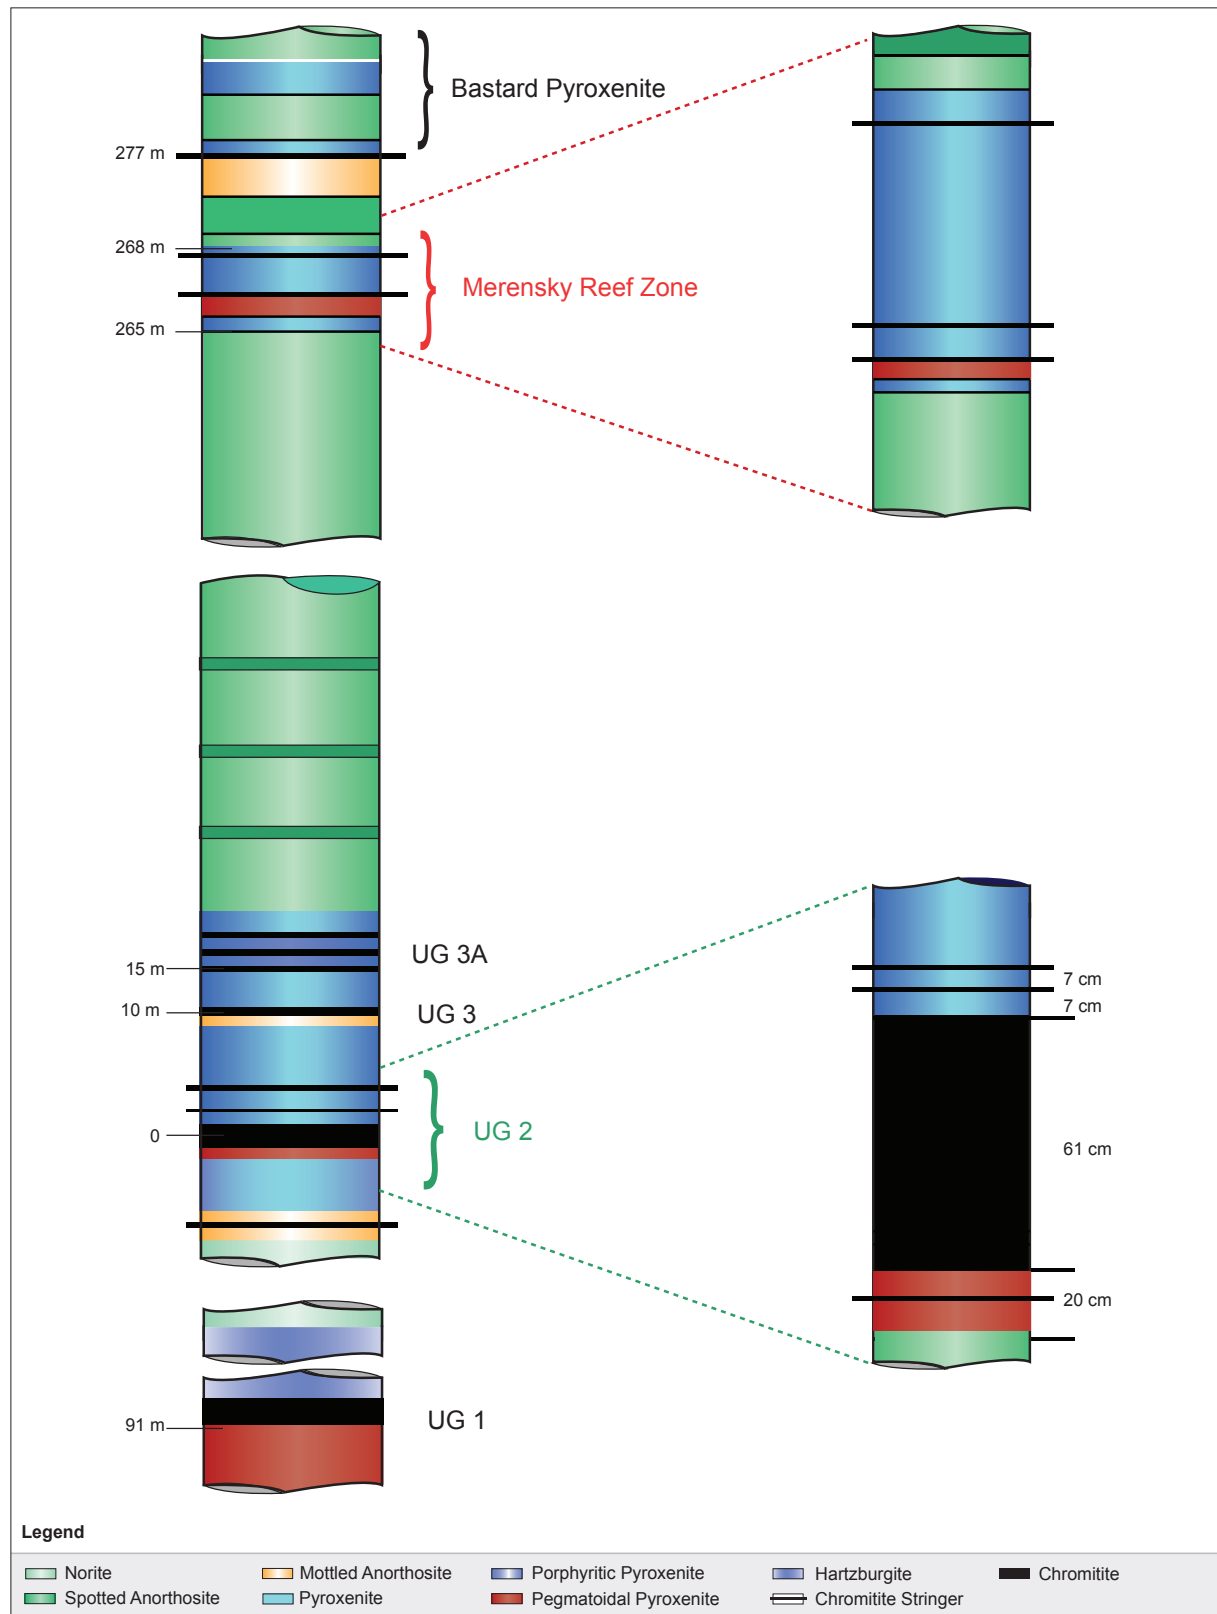 Bastard Pyroxenite
277 m
268 m
Merensky Reef Zone
265 m
UG 3A
15 m
10 m
UG 3
7 cm
7 cm
0
UG 2
61 cm
20 cm
91 m
UG 1
Legend
Norite
Mottled Anorthosite
Porphyritic Pyroxenite
Hartzburgite
Chromitite
Spotted Anorthosite
Pyroxenite
Pegmatoidal Pyroxenite
Chromitite Stringer